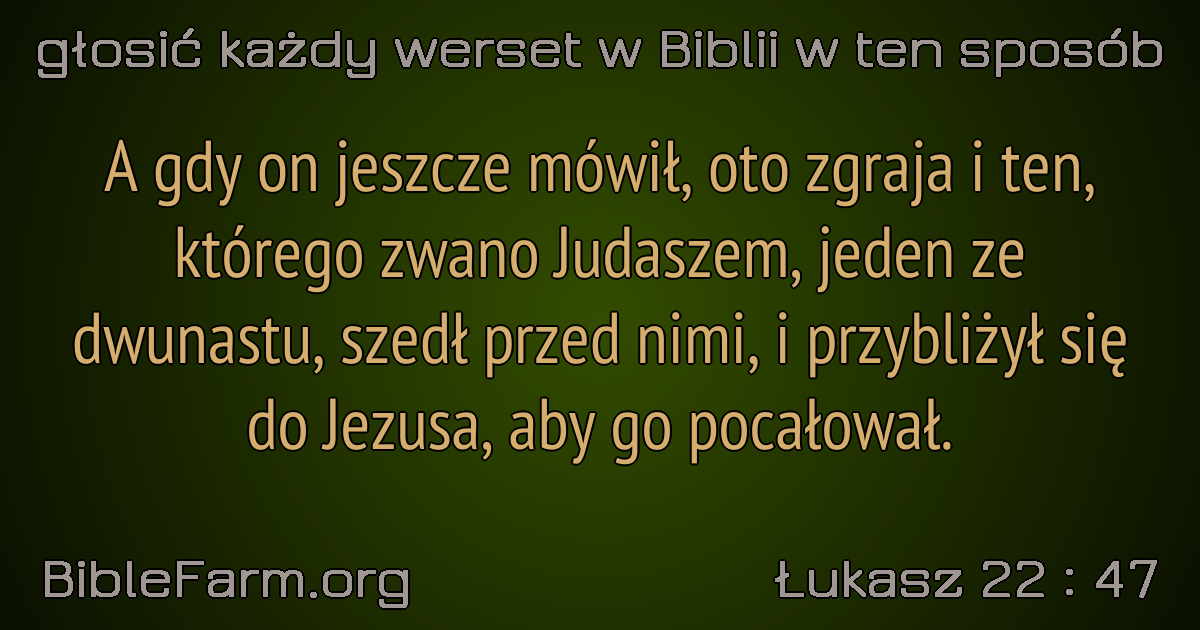 głosić każdy werset w Biblii w ten sposób
A gdy on jeszcze mówił, oto zgraja i ten,
którego zwano Judaszem, jeden ze
dwunastu, szedł przed nimi, i przybliżył się
do Jezusa, aby go pocałował.
BibleFarm.org
Łukasz 22 : 47